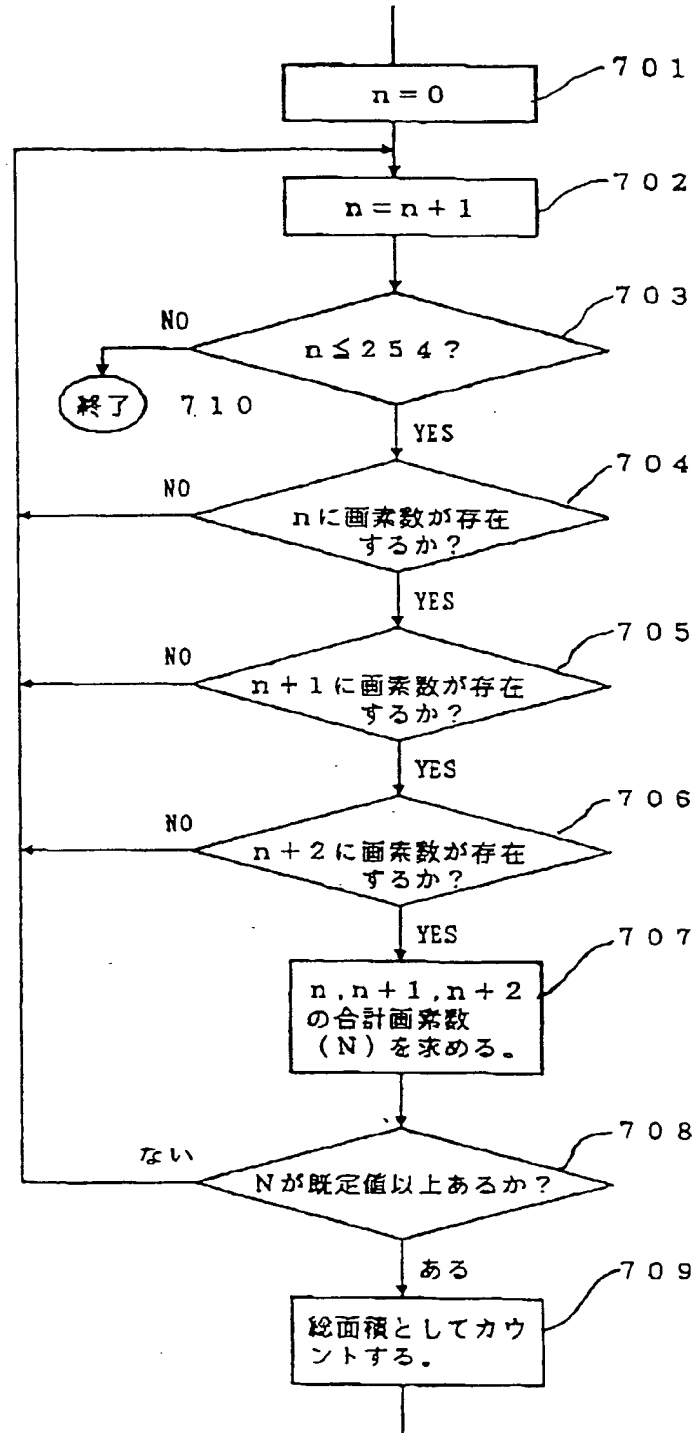 n=0
701
n=n+1
702
n≦254?
703
NO
終了
710
YES
nに画素数が存在
するか?
704
NO
YES
n+1に画素数が存在
するか?
705
NO
YES
n+2に画素数が存在
するか?
706
NO
YES
n,n+1,n+2
の合計画素数
(N)を求める。
707
Nが既定値以上あるか?
708
ない
ある
総面積としてカウ
ントする。
709